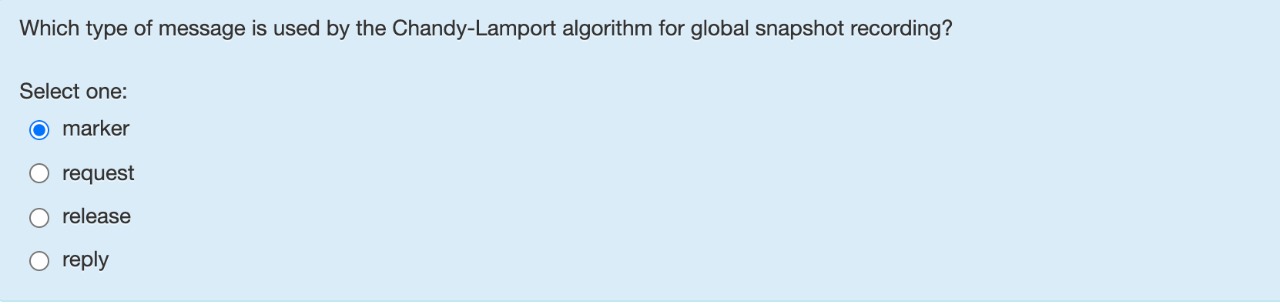 Which type of message is used by the Chandy-Lamport algorithm for global snapshot recording?
Select one:
marker
request
release
reply